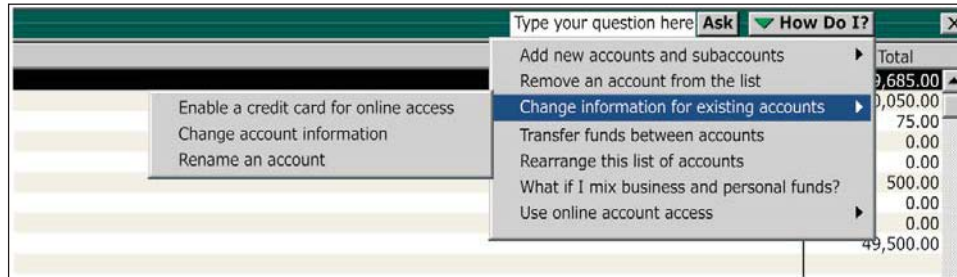 Type your question here Ask How Do I? X
Add new accounts and subaccounts
Total
Remove an account from the list
9,685.00
Enable a credit card for online access
Change information for existing accounts
,050.00
Change account information
Transfer funds between accounts
75.00
Rename an account
Rearrange this list of accounts
0.00
0.00
What if I mix business and personal funds?
500.00
Use online account access
0.00
0.00
49,500.00